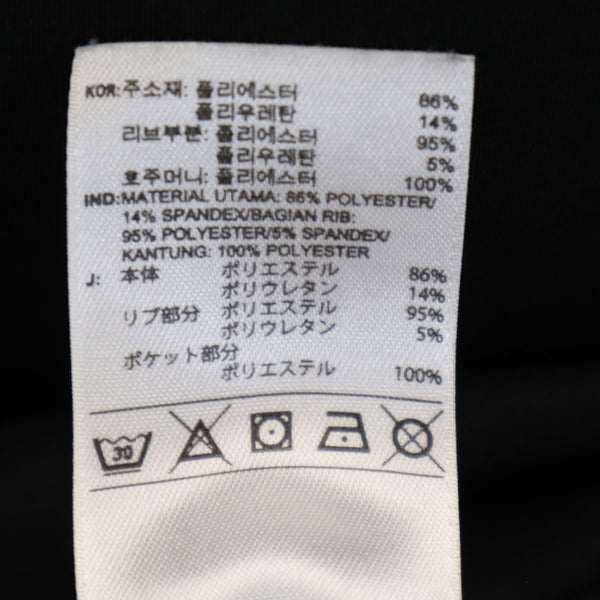 KOR:주소재: 폴리에스터 86%
폴리우레탄 14%
리브부분: 폴리에스터 95%
폴리우레탄 5%
호주머니: 폴리에스터 100%
IND:MATERIAL UTAMA: 86% POLYESTER/
14% SPANDEX/BAGIAN RIB:
95% POLYESTER/5% SPANDEX/
KANTUNG: 100% POLYESTER
J: 本体 ポリエステル 86%
ポリウレタン 14%
リブ部分 ポリエステル 95%
ポリウレタン 5%
ポケット部分
ポリエステル 100%
30